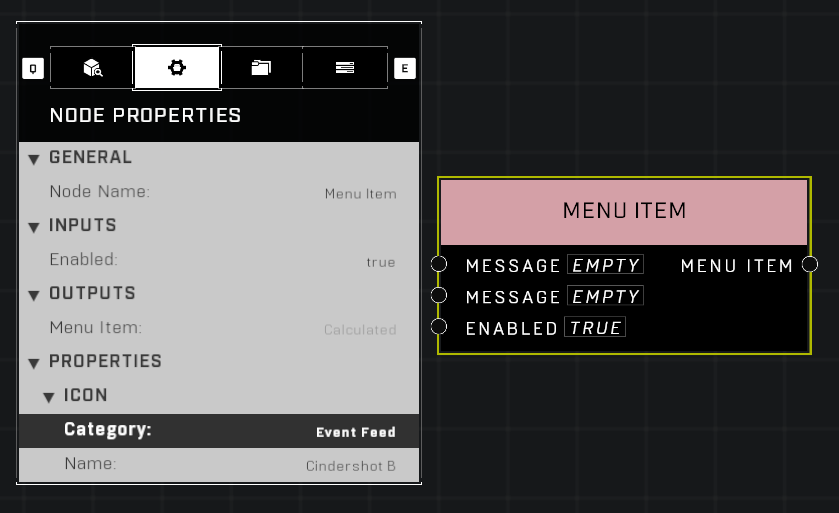 Q E
NODE PROPERTIES
GENERAL
Node Name: Menu Item
INPUTS
Enabled: true
OUTPUTS
Menu Item: Calculated
PROPERTIES
ICON
Category: Event Feed
Name: Cindershot B
MENU ITEM
MESSAGE EMPTY MENU ITEM
MESSAGE EMPTY
ENABLED TRUE